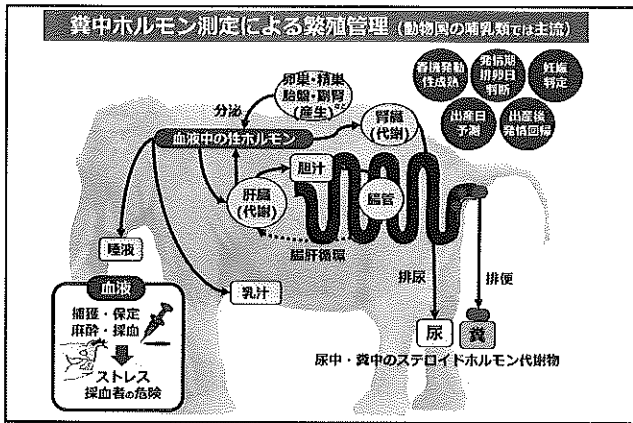 糞中ホルモン測定による繁殖管理（動物園の哺乳類では主流）
春機発動
性成熟
発情期
排卵日
判断
妊娠
判定
出産日
予測
出産後
発情回帰
卵巣・精巣
胎盤・副腎
(産生)
分泌
血液中の性ホルモン
腎臓
(代謝)
胆汁
肝臓
(代謝)
腸管
腸肝循環
唾液
乳汁
排尿
排便
尿
糞
尿中・糞中のステロイドホルモン代謝物
血液
捕獲・保定
麻酔・採血
ストレス
採血者の危険